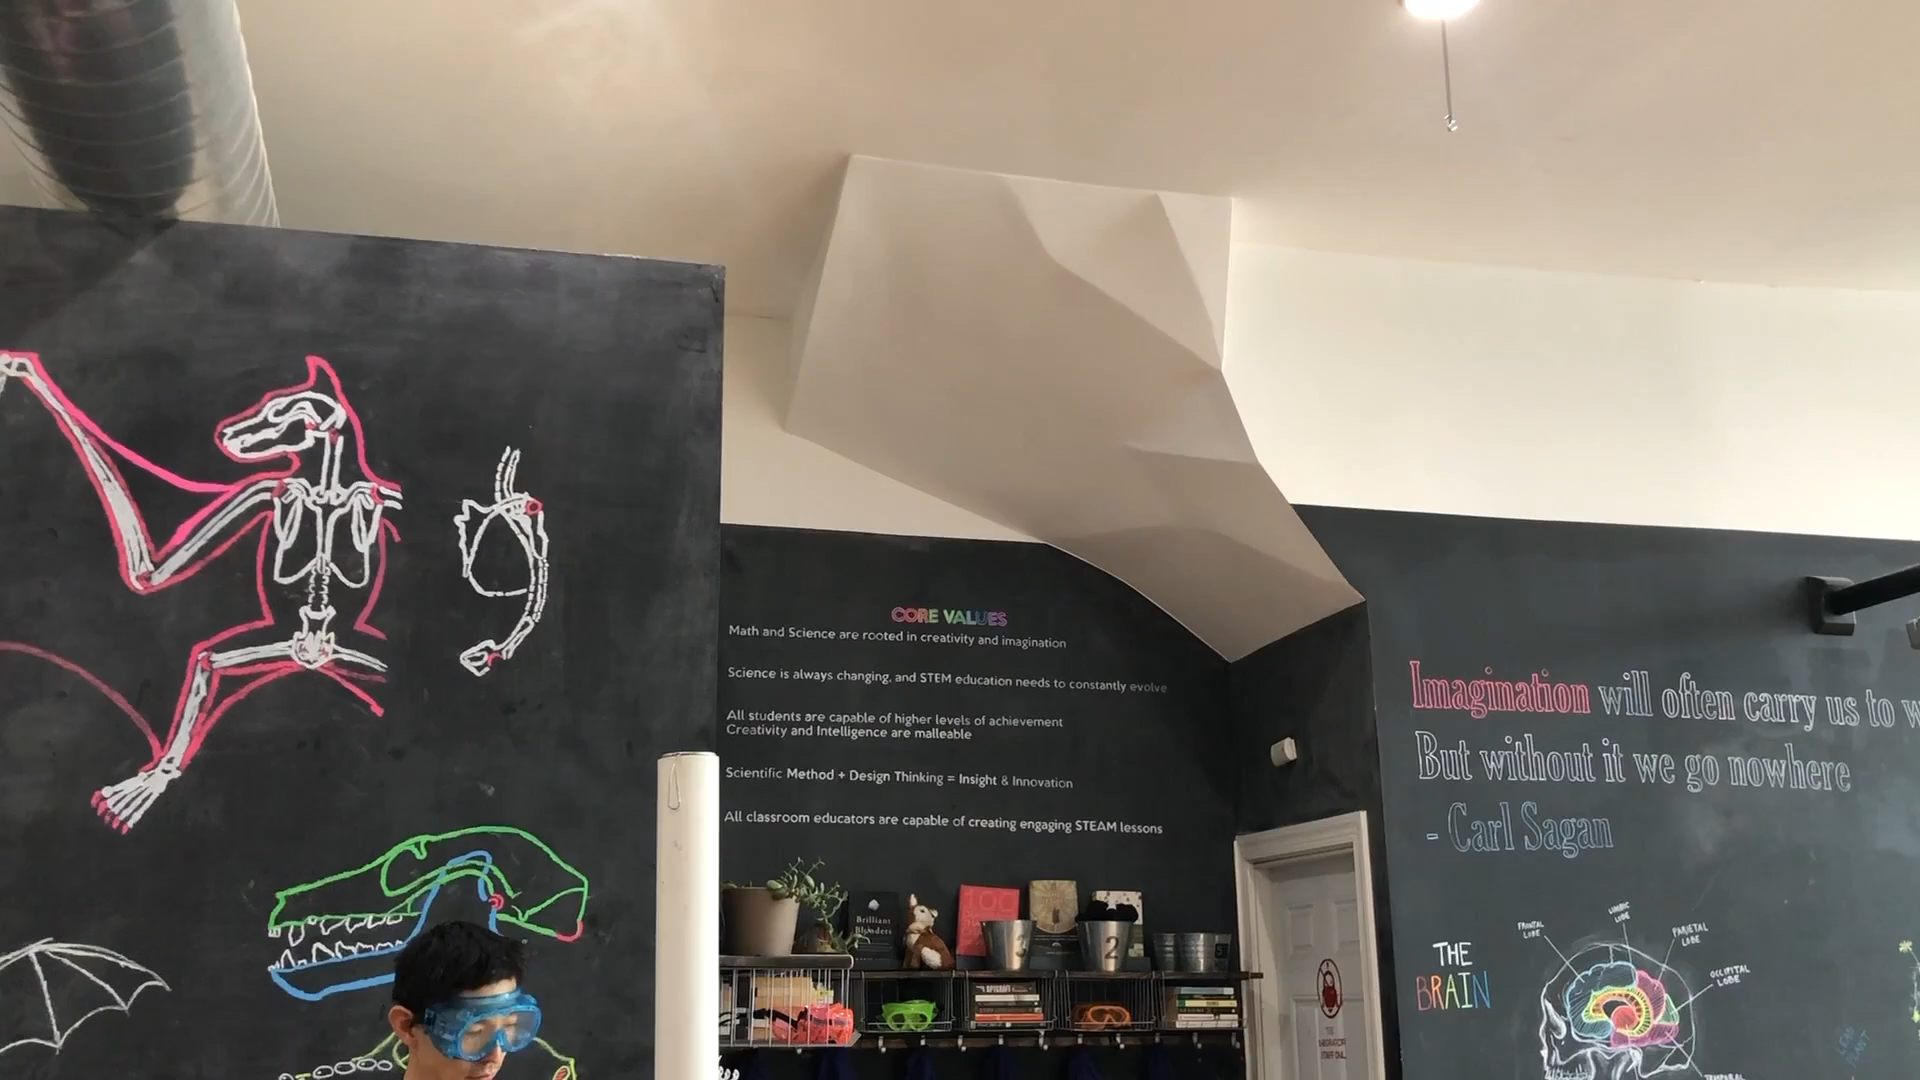 CORE VALUES
Math and Science are rooted in creativity and imagination
Science is always changing, and STEM education needs to constantly evolve
All students are capable of higher levels of achievement
Creativity and Intelligence are malleable
Scientific Method + Design Thinking = Insight & Innovation
All classroom educators are capable of creating engaging STEAM lessons
Imagination will often carry us to w
But without it we go nowhere
- Carl Sagan
Brilliant
Blunders
100
3
2
SPYCRAFT
THE
BRAIN
FRONTAL
LOBE
LIMBIC
LOBE
PARIETAL
LOBE
OCCIPITAL
LOBE
TEMPORAL